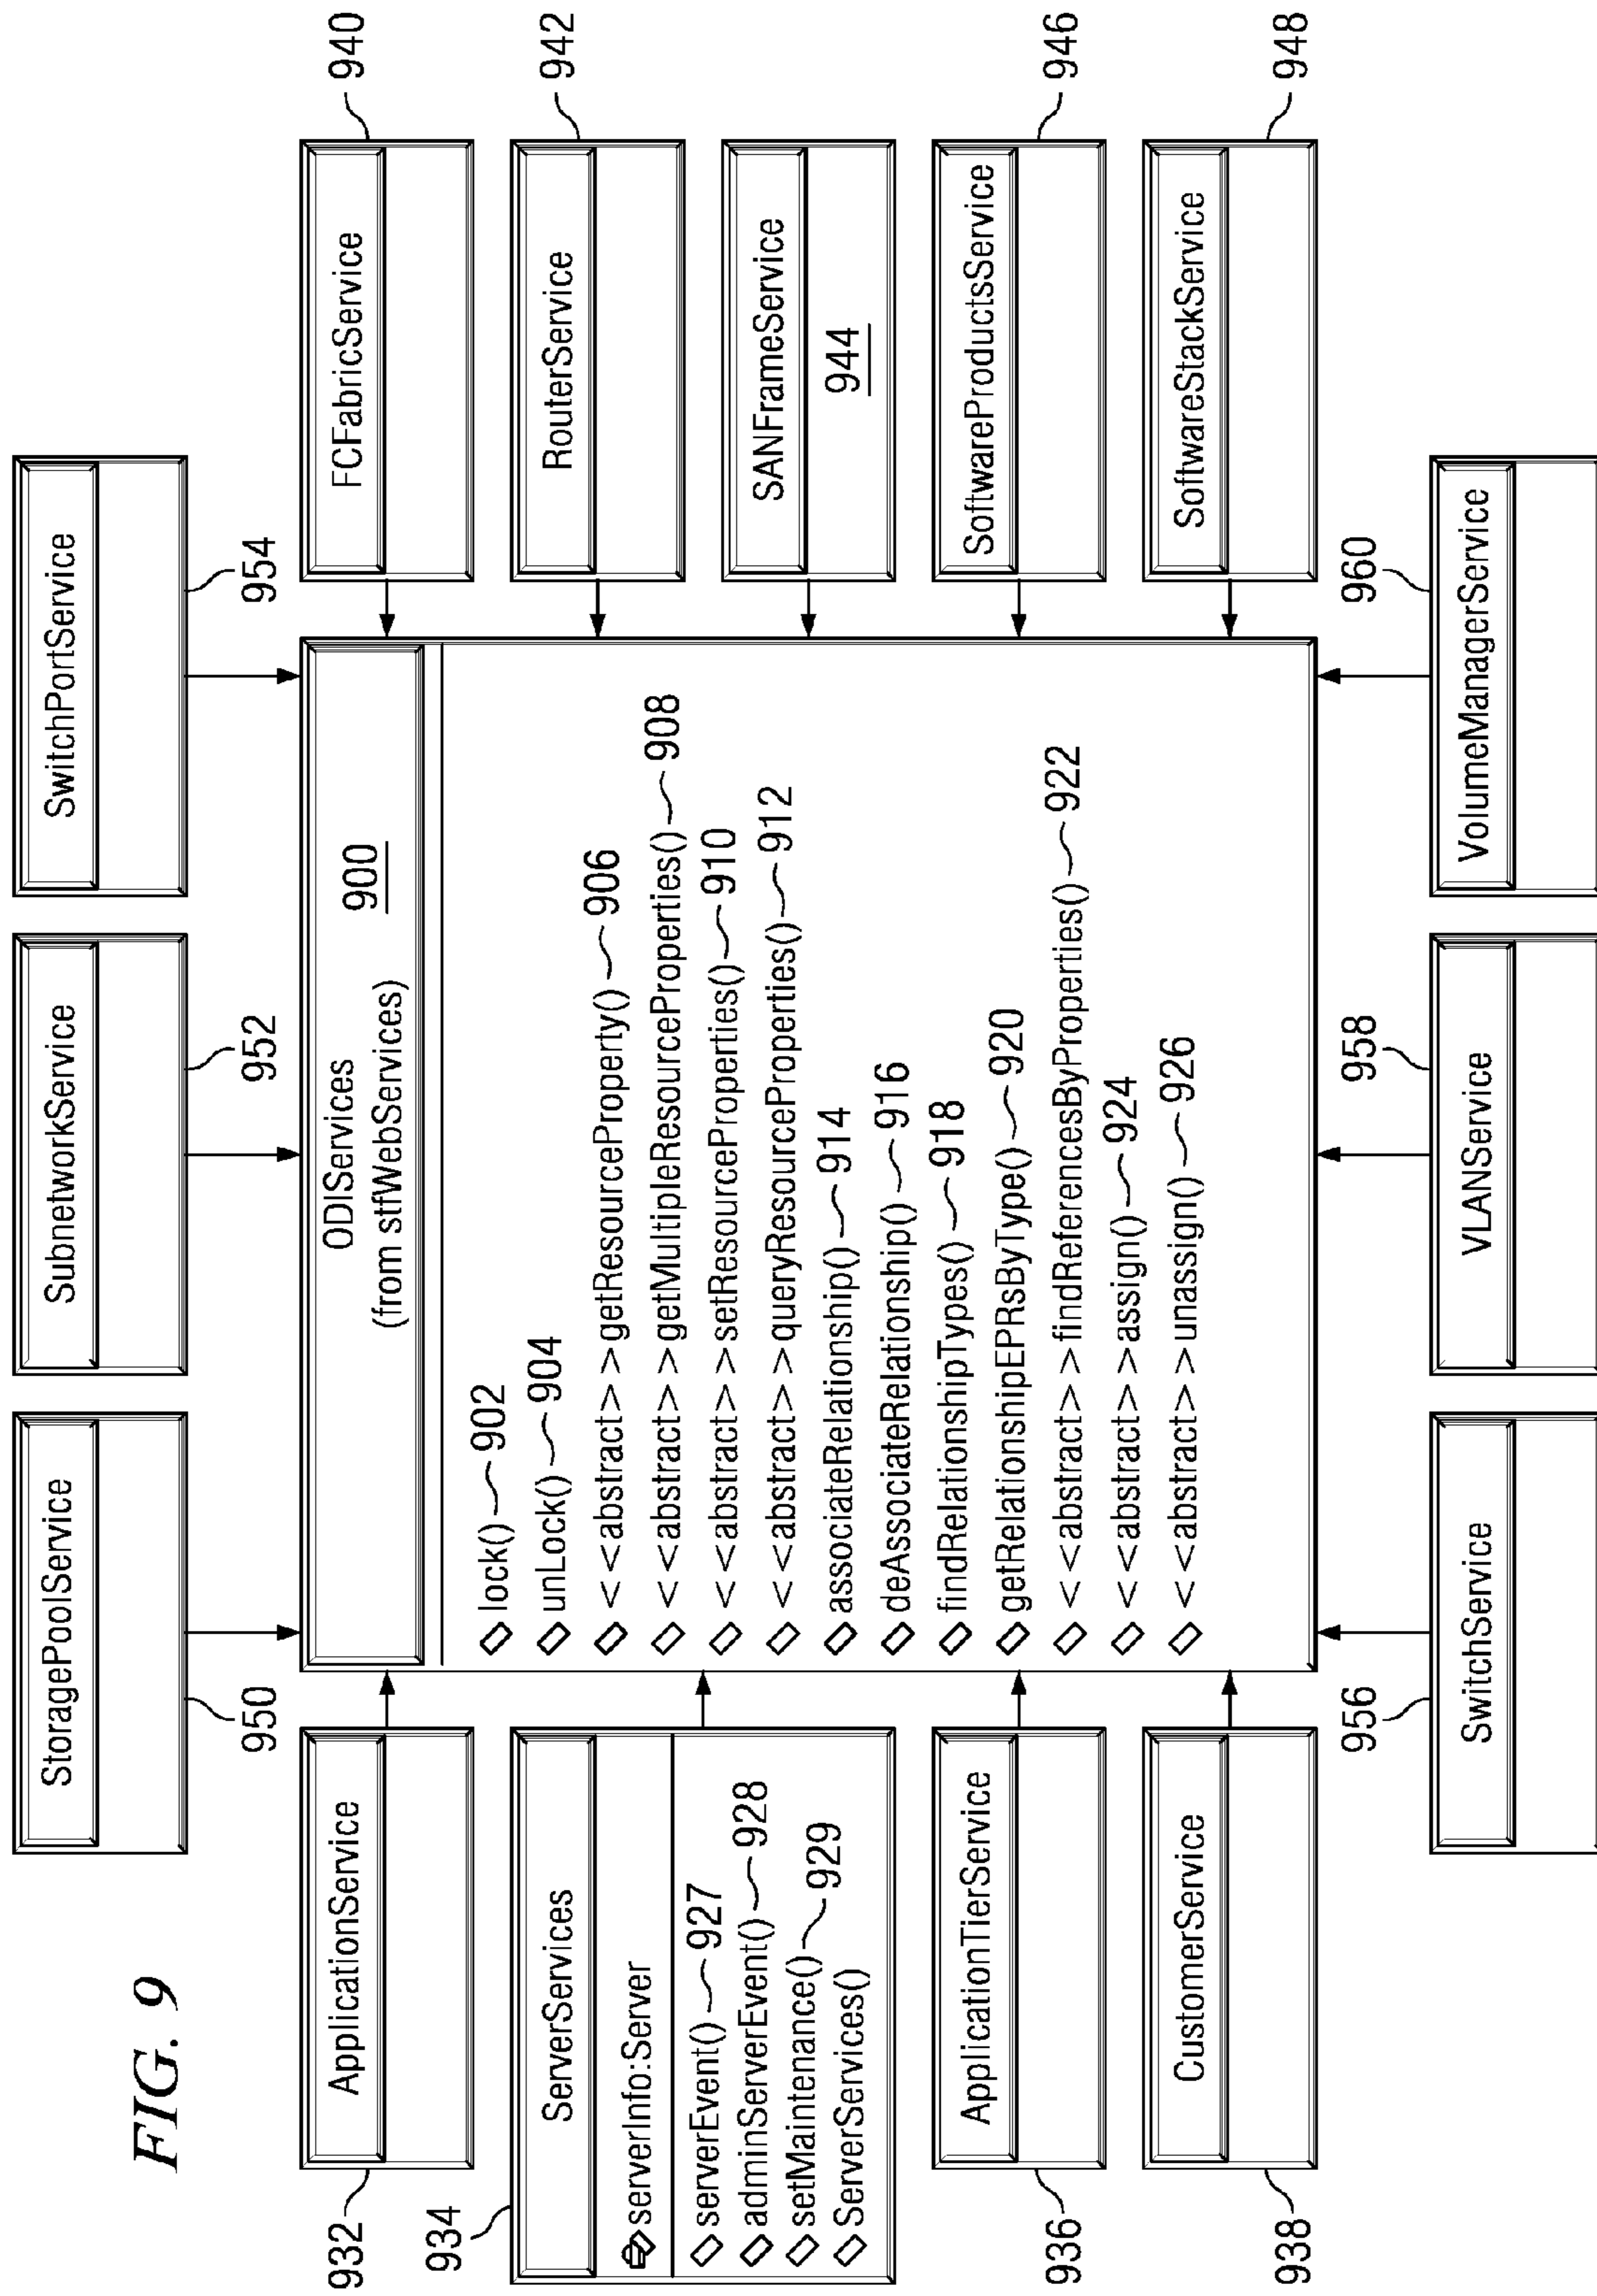 FIG. 9
StoragePoolService
950
SubnetworkService
952
SwitchPortService
954
ApplicationService
932
ServerServices
934
serverInfo:Server
serverEvent() 927
adminServerEvent() 928
setMaintenance() 929
ServerServices()
ApplicationTierService
936
CustomerService
938
ODIServices
(from stfWebServices)
900
lock() 902
unLock() 904
<<abstract>>getResourceProperty() 906
<<abstract>>getMultipleResourceProperties() 908
<<abstract>>setResourceProperties() 910
<<abstract>>queryResourceProperties() 912
associateRelationship() 914
deAssociateRelationship() 916
findRelationshipTypes() 918
getRelationshipEPRsByType() 920
<<abstract>>findReferencesByProperties() 922
<<abstract>>assign() 924
<<abstract>>unassign() 926
FCFabricService
940
RouterService
942
SANFrameService
944
SoftwareProductsService
946
SoftwareStackService
948
956
SwitchService
958
VLANService
960
VolumeManagerService